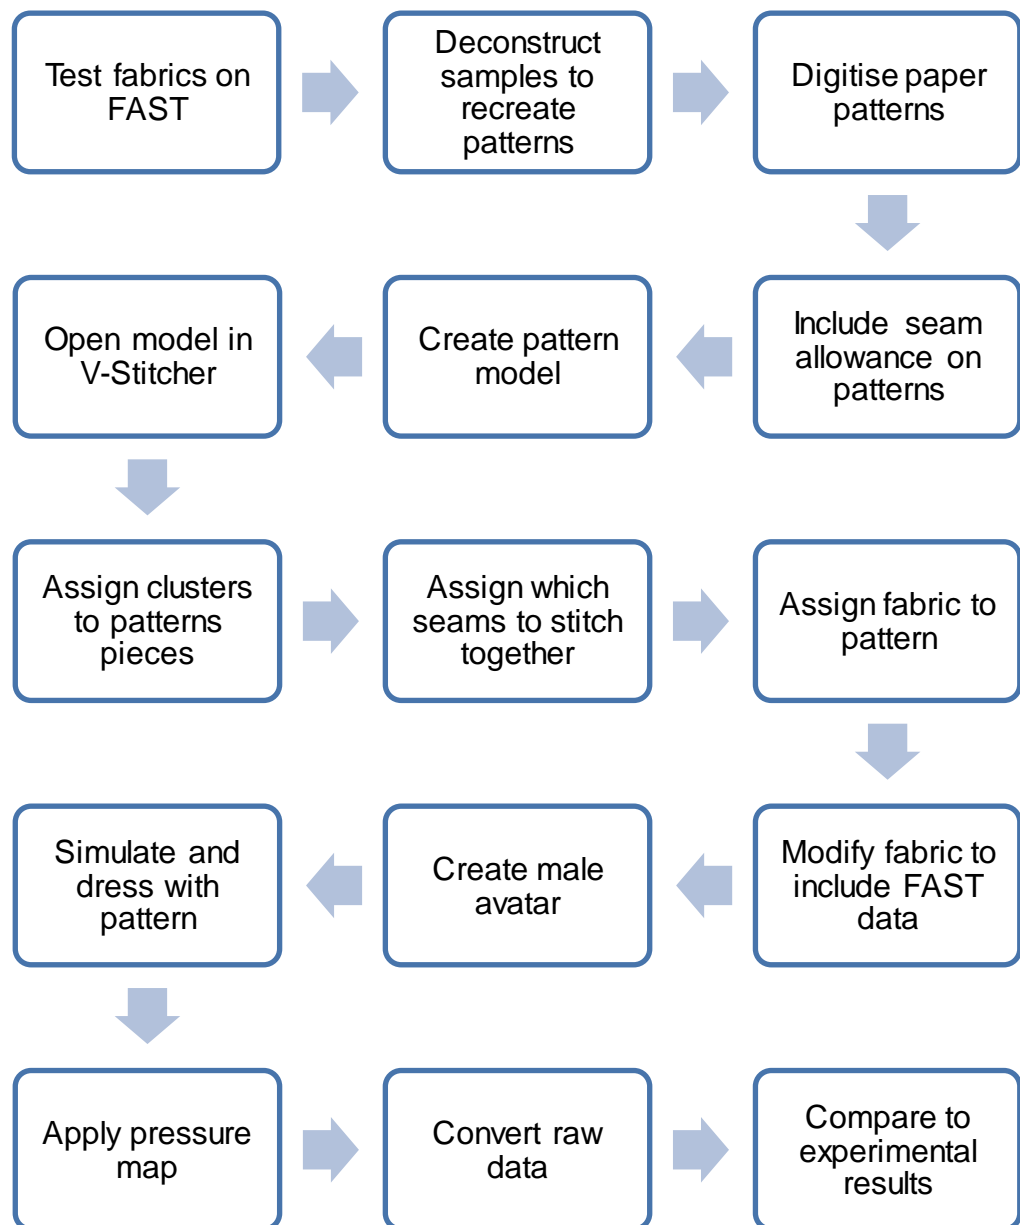 Test fabrics on
FAST
Deconstruct
samples to
recreate
patterns
Digitise paper
patterns
Include seam
allowance on
patterns
Create pattern
model
Open model in
V-Stitcher
Assign clusters
to patterns
pieces
Assign which
seams to stitch
together
Assign fabric to
pattern
Modify fabric to
include FAST
data
Create male
avatar
Simulate and
dress with
pattern
Apply pressure
map
Convert raw
data
Compare to
experimental
results